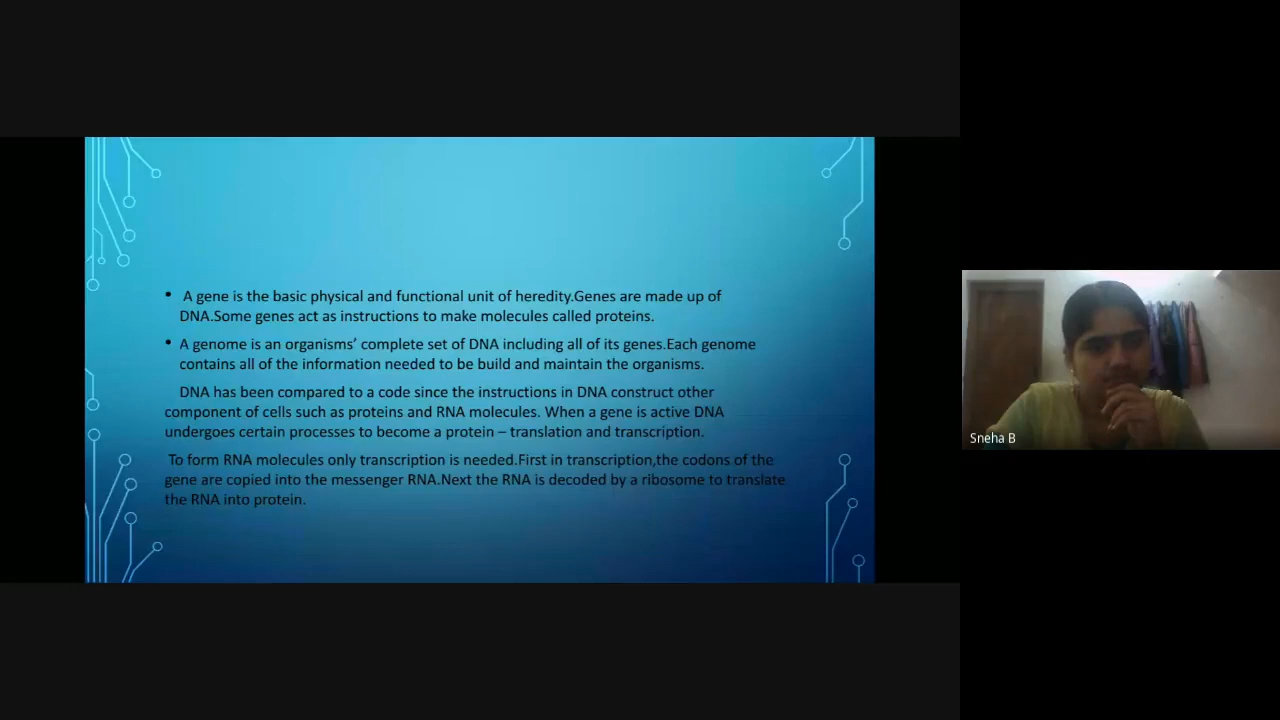 • A gene is the basic physical and functional unit of heredity.Genes are made up of
DNA.Some genes act as instructions to make molecules called proteins.
• A genome is an organisms’ complete set of DNA including all of its genes.Each genome
contains all of the information needed to be build and maintain the organisms.
DNA has been compared to a code since the instructions in DNA construct other
component of cells such as proteins and RNA molecules. When a gene is active DNA
undergoes certain processes to become a protein – translation and transcription.
To form RNA molecules only transcription is needed.First in transcription,the codons of the
gene are copied into the messenger RNA.Next the RNA is decoded by a ribosome to translate
the RNA into protein.
Sneha B